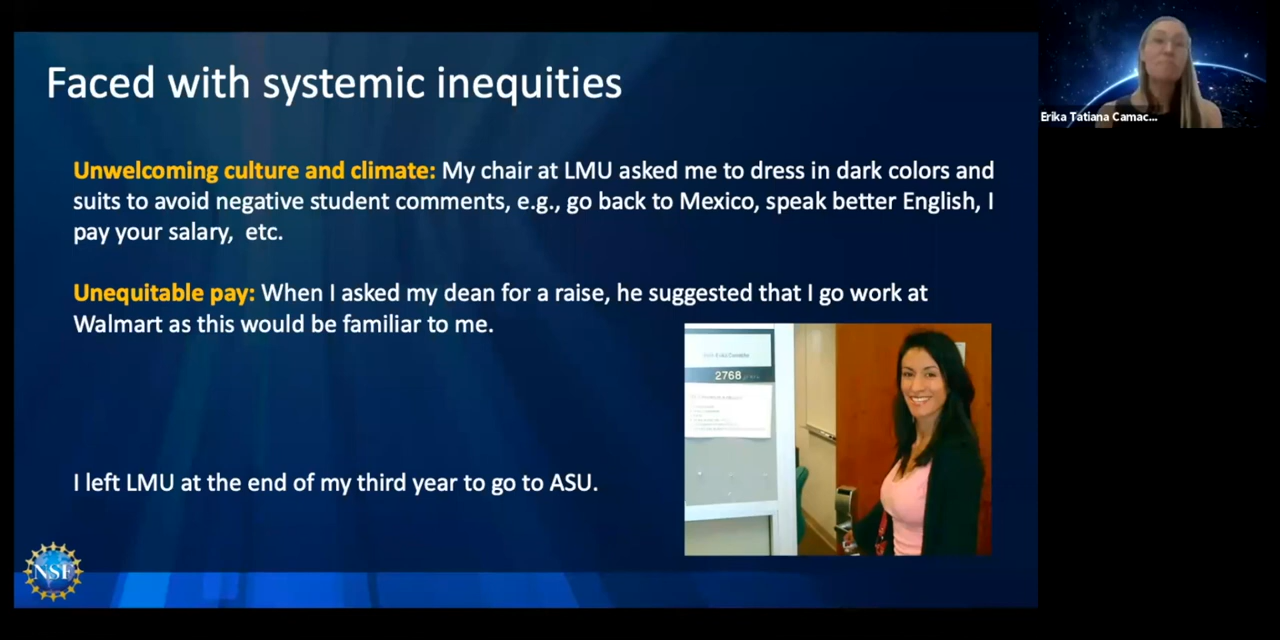 Faced with systemic inequities
Erika Tatiana Camac...
Unwelcoming culture and climate: My chair at LMU asked me to dress in dark colors and
suits to avoid negative student comments, e.g., go back to Mexico, speak better English, I
pay your salary, etc.
Unequitable pay: When I asked my dean for a raise, he suggested that I go work at
Walmart as this would be familiar to me.
2768
I left LMU at the end of my third year to go to ASU.
NSF